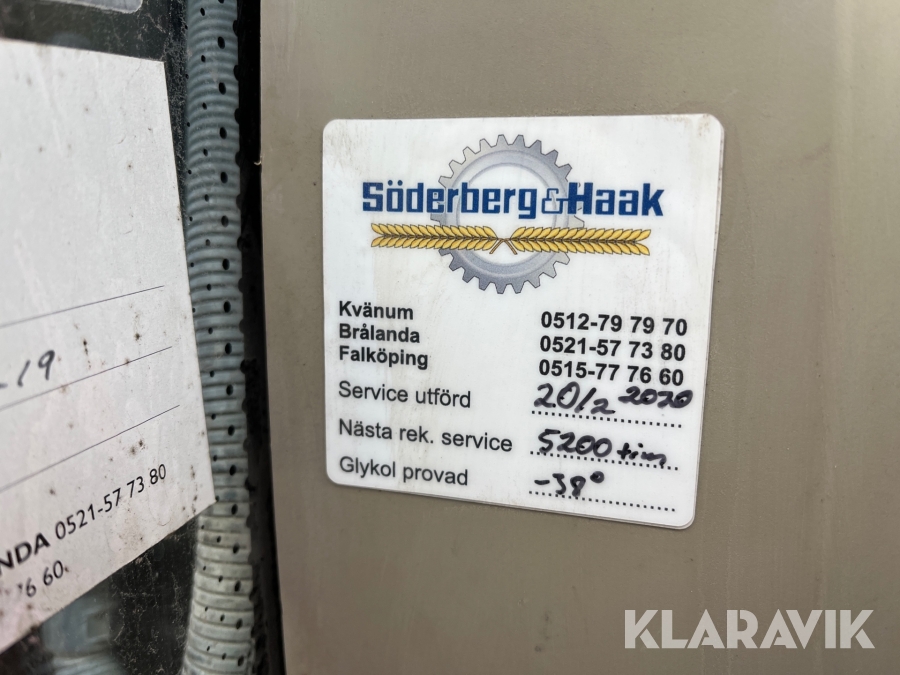 Söderberg&Haak
Kvänum 0512-79 79 70
Brålanda 0521-57 73 80
Falköping 0515-77 76 60
Service utförd 20/2 2020
Nästa rek. service 5200 tim
Glykol provad -38°
-19
NDA 0521-57 73 80
76 60
KLARAVIK